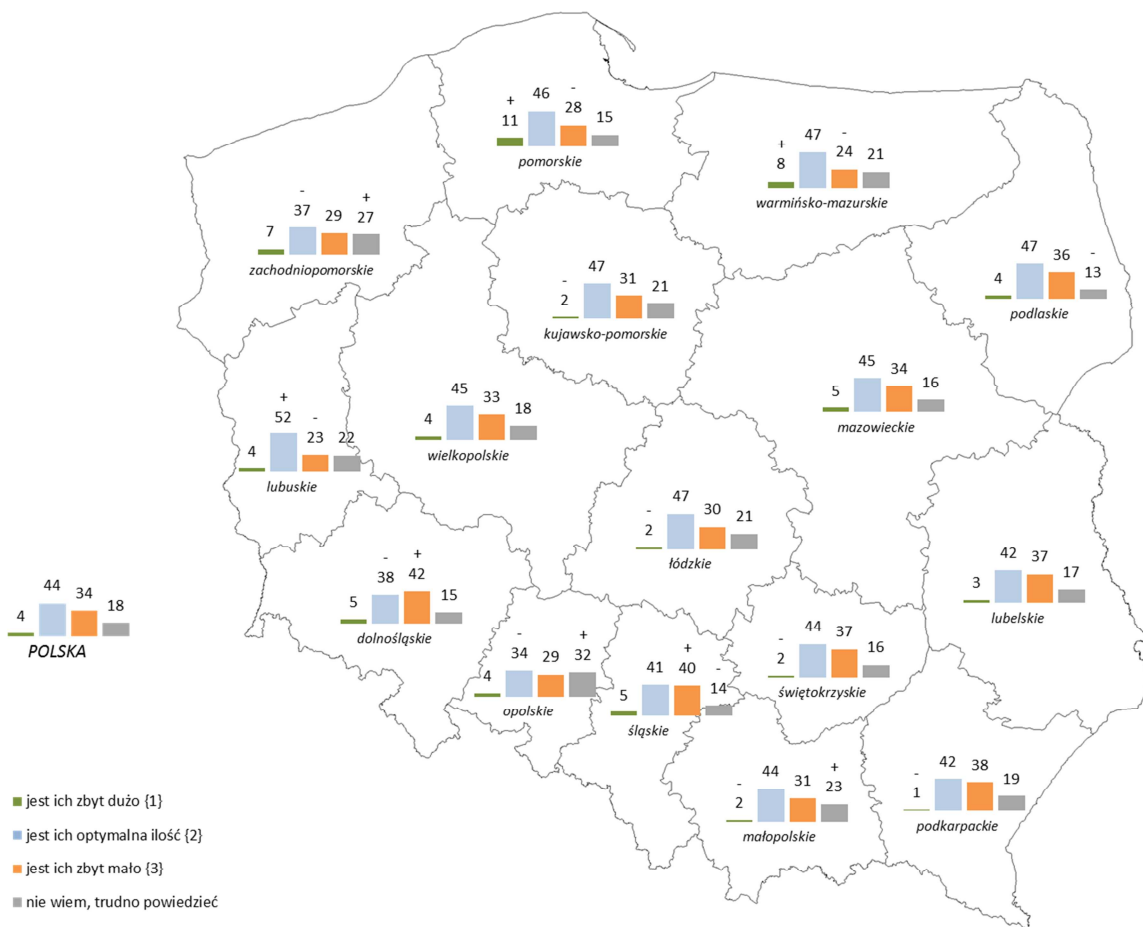 + 46 -
11 28 15
pomorskie
+ 47 -
8 24 21
warmińsko-mazurskie
- +
7 37 29 27
zachodniopomorskie
- 47 31 21
2
kujawsko-pomorskie
47 36 -
4 13
podlaskie
+ -
4 52 23 22
lubuskie
4 45 33 18
wielkopolskie
5 45 34 16
mazowieckie
- 47 30 21
2
łódzkie
3 42 37 17
lubelskie
4 44 34 18
POLSKA
- +
5 38 42 15
dolnośląskie
- +
4 34 29 32
opolskie
+ -
5 41 40 14
śląskie
- 44 37 16
2
świętokrzyskie
- 44 31 +
2 23
małopolskie
- 42 38 19
1
podkarpackie
jest ich zbyt dużo {1}
jest ich optymalna ilość {2}
jest ich zbyt mało {3}
nie wiem, trudno powiedzieć